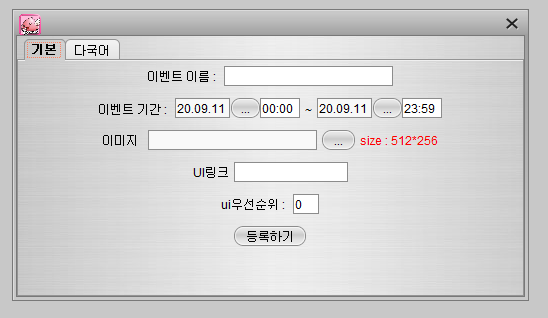 기본 다국어
이벤트 이름 :
이벤트 기간 : 20.09.11 ... 00:00 ~ 20.09.11 ... 23:59
이미지 ... size : 512*256
UI링크
ui우선순위 : 0
등록하기